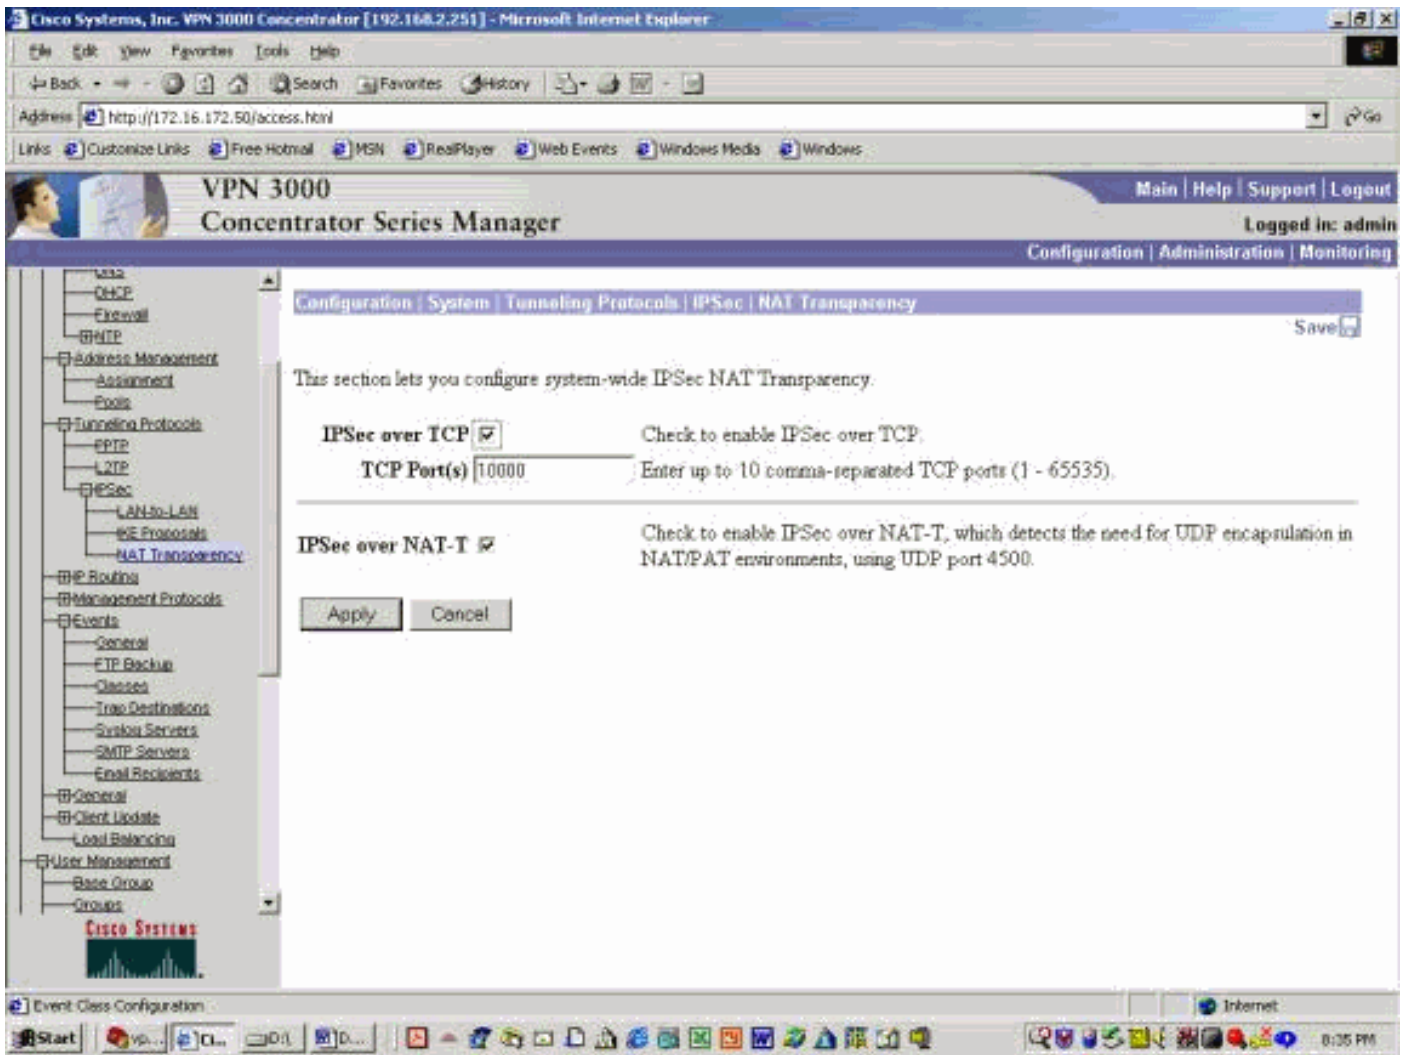 Cisco Systems, Inc. VPN 3000 Concentrator [192.168.2.251] - Microsoft Internet Explorer
File Edit View Favorites Tools Help
Back Search Favorites History
Address http://172.16.172.50/access.html Go
Links Customize Links Free Hotmail MSN RealPlayer Web Events Windows Media Windows
VPN 3000
Concentrator Series Manager
Main | Help | Support | Logout
Logged in: admin
Configuration | Administration | Monitoring
DNS
DHCP
Firewall
NTP
Address Management
Assignment
Pools
Tunneling Protocols
PPTP
L2TP
IPSec
LAN-to-LAN
IKE Proposals
NAT Transparency
IP Routing
Management Protocols
Events
General
FTP Backup
Classes
Trap Destinations
Syslog Servers
SMTP Servers
Email Recipients
General
Client Update
Load Balancing
User Management
Base Group
Groups
CISCO SYSTEMS
Configuration | System | Tunneling Protocols | IPSec | NAT Transparency
Save
This section lets you configure system-wide IPSec NAT Transparency.
IPSec over TCP Check to enable IPSec over TCP.
TCP Port(s) 10000 Enter up to 10 comma-separated TCP ports (1 - 65535).
IPSec over NAT-T Check to enable IPSec over NAT-T, which detects the need for UDP encapsulation in
NAT/PAT environments, using UDP port 4500.
Apply Cancel
Event Class Configuration Internet
Start vp... Ci... D:\ D... 8:35 PM